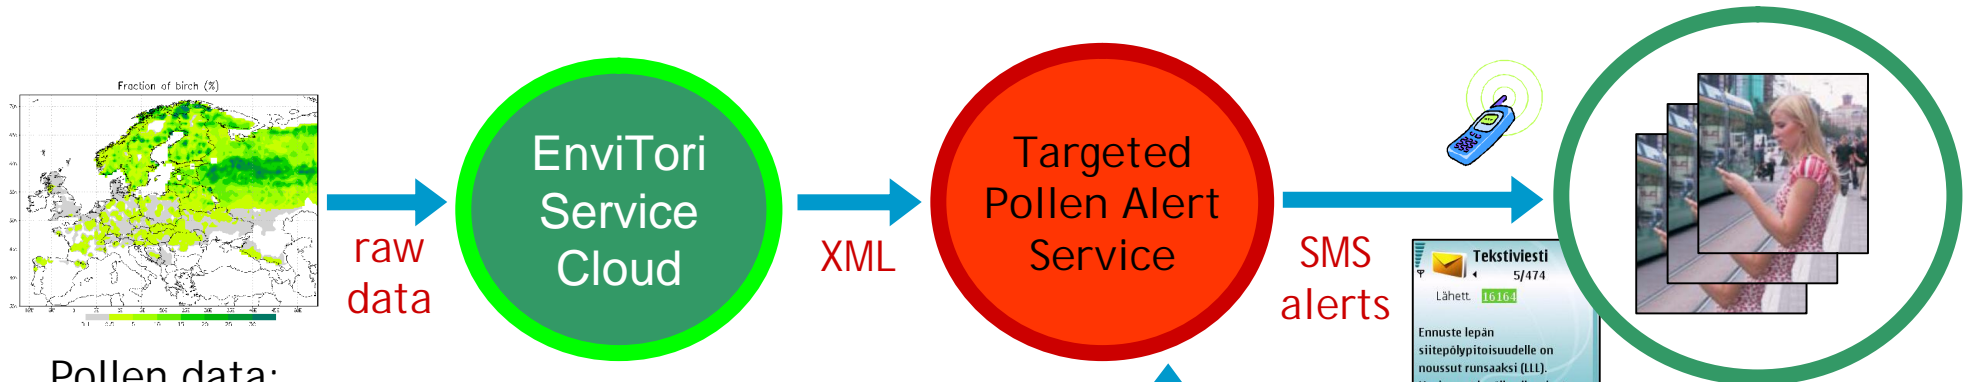 Fraction of birch (%)
raw
data
Pollen data:
EnviTori
Service
Cloud
XML
Targeted
Pollen Alert
Service
SMS
alerts
Tekstiviesti
5/474
Lähett. 16164
Ennuste lepän
siitepölypitoisuudelle on
noussut runsaaksi (LLL).